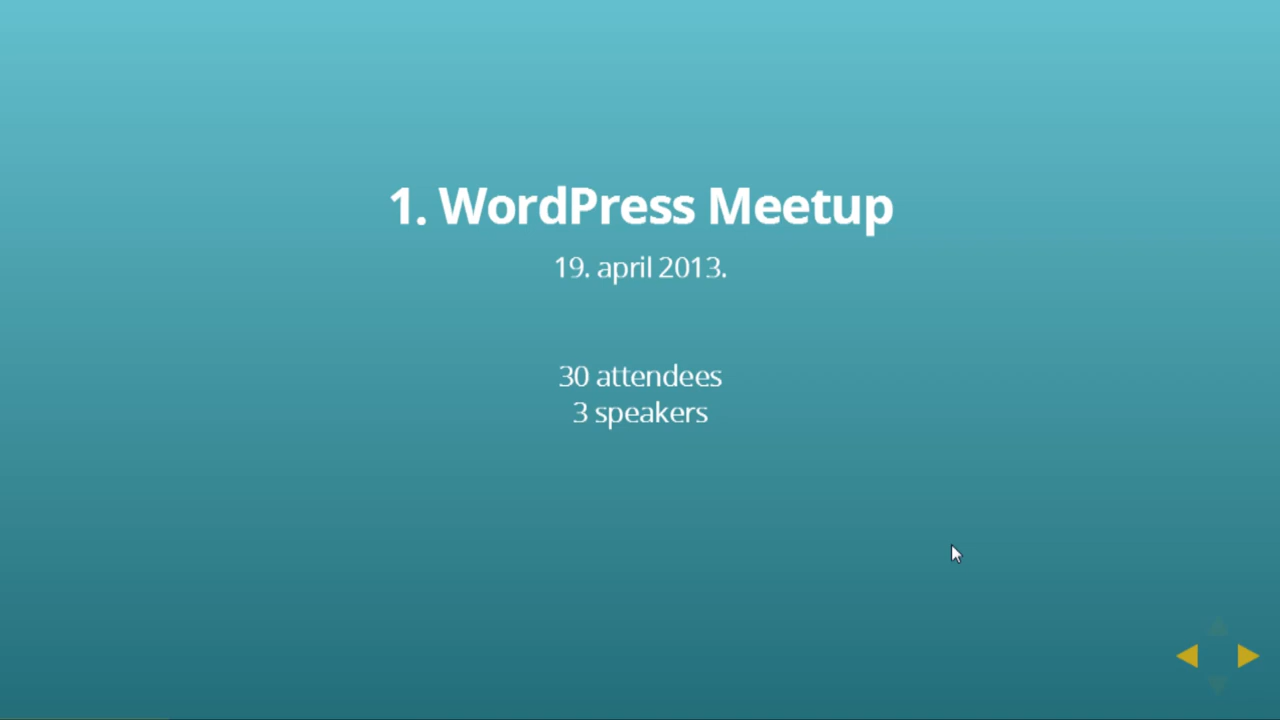 1. WordPress Meetup
19. april 2013.
30 attendees
3 speakers